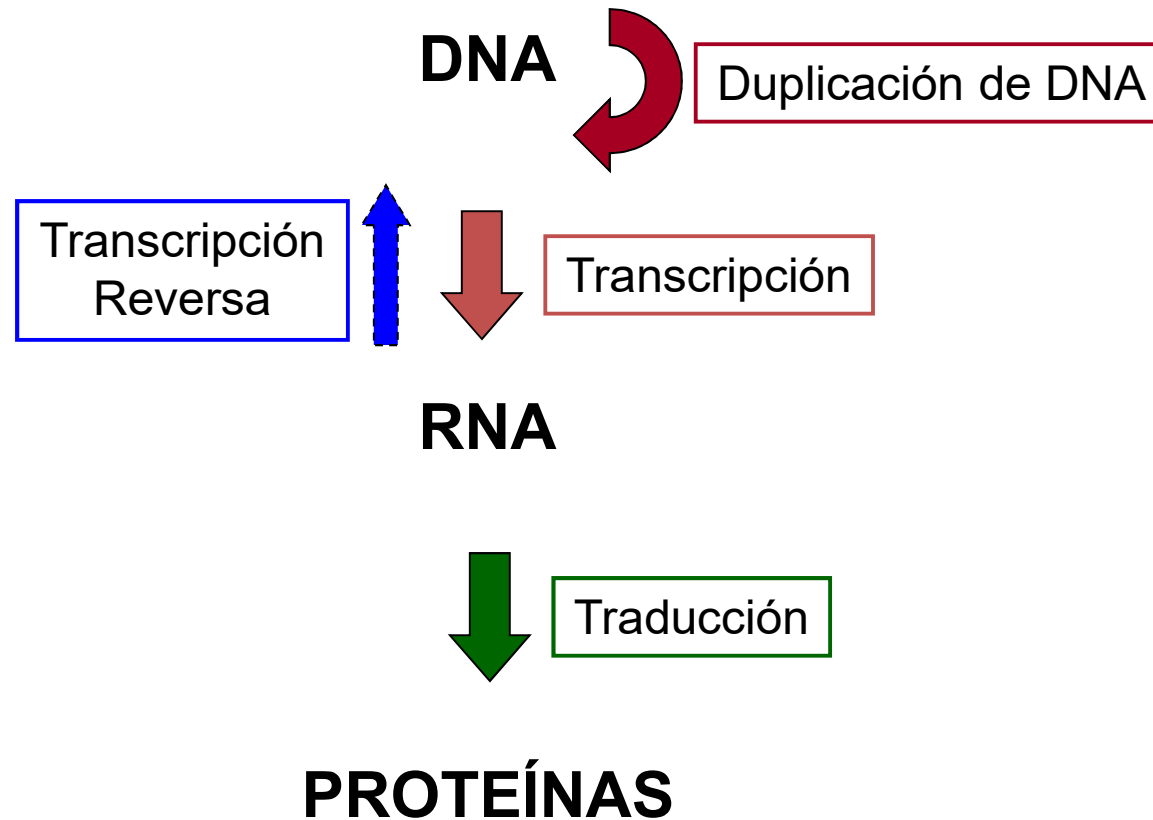 DNA
Duplicación de DNA
Transcripción
Reversa
Transcripción
RNA
Traducción
PROTEÍNAS